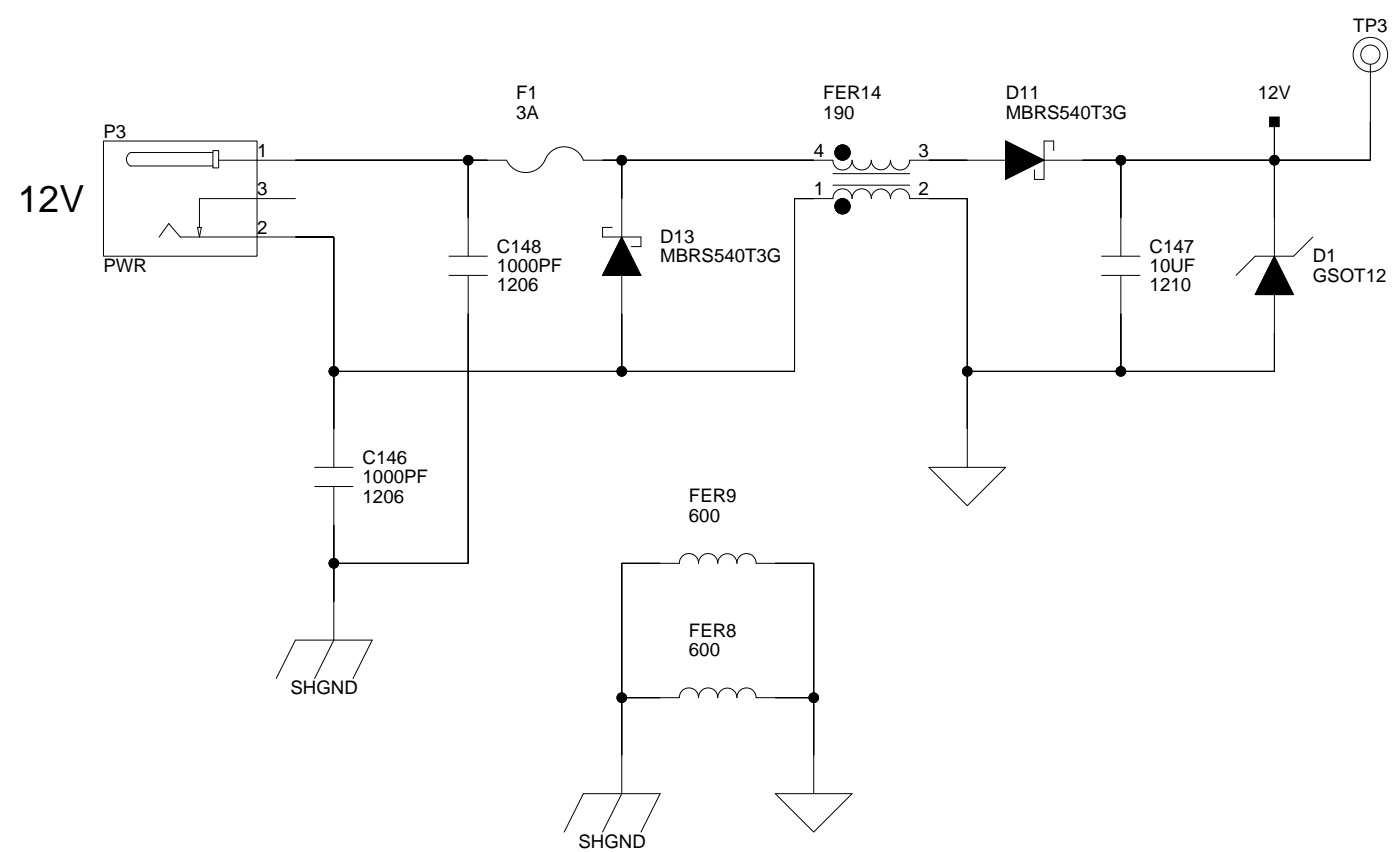 TP3
F1
3A
FER14
190
D11
MBRS540T3G
12V
P3
1
4
3
12V
3
1
2
2
PWR
C148
1000PF
1206
D13
MBRS540T3G
C147
10UF
1210
D1
GSOT12
C146
1000PF
1206
FER9
600
FER8
600
SHGND
SHGND